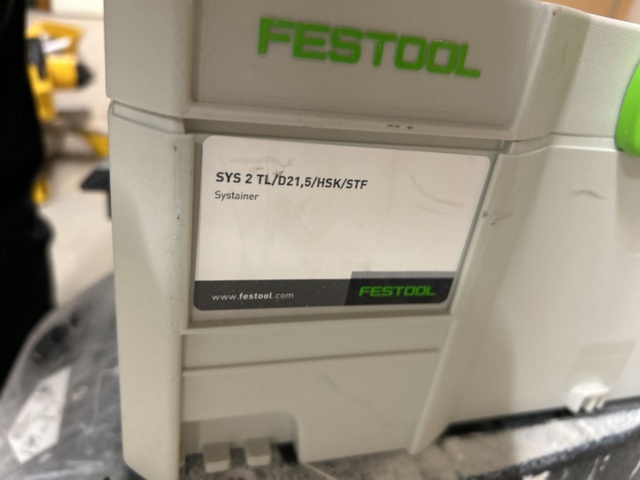 FESTOOL
SYS 2 TL/D21,5/HSK/STF
Systainer
www.festool.com
FESTOOL